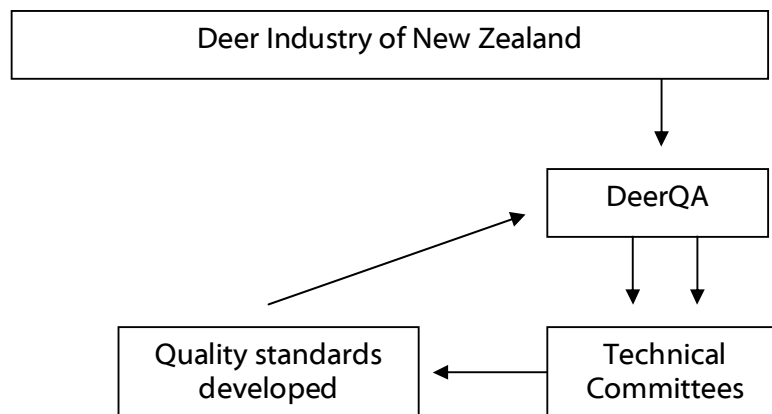 Deer Industry of New Zealand
DeerQA
Quality standards
developed
Technical
Committees